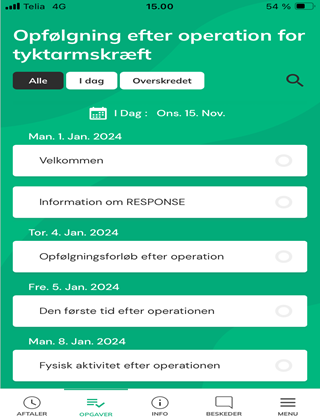 Telia 4G 15.00 54 %
Opfølgning efter operation for
tyktarmskræft
Alle I dag Overskredet
I Dag : Ons. 15. Nov.
Man. 1. Jan. 2024
Velkommen
Information om RESPONSE
Tor. 4. Jan. 2024
Opfølgningsforløb efter operation
Fre. 5. Jan. 2024
Den første tid efter operationen
Man. 8. Jan. 2024
Fysisk aktivitet efter operationen
AFTALER OPGAVER INFO BESKEDER MENU